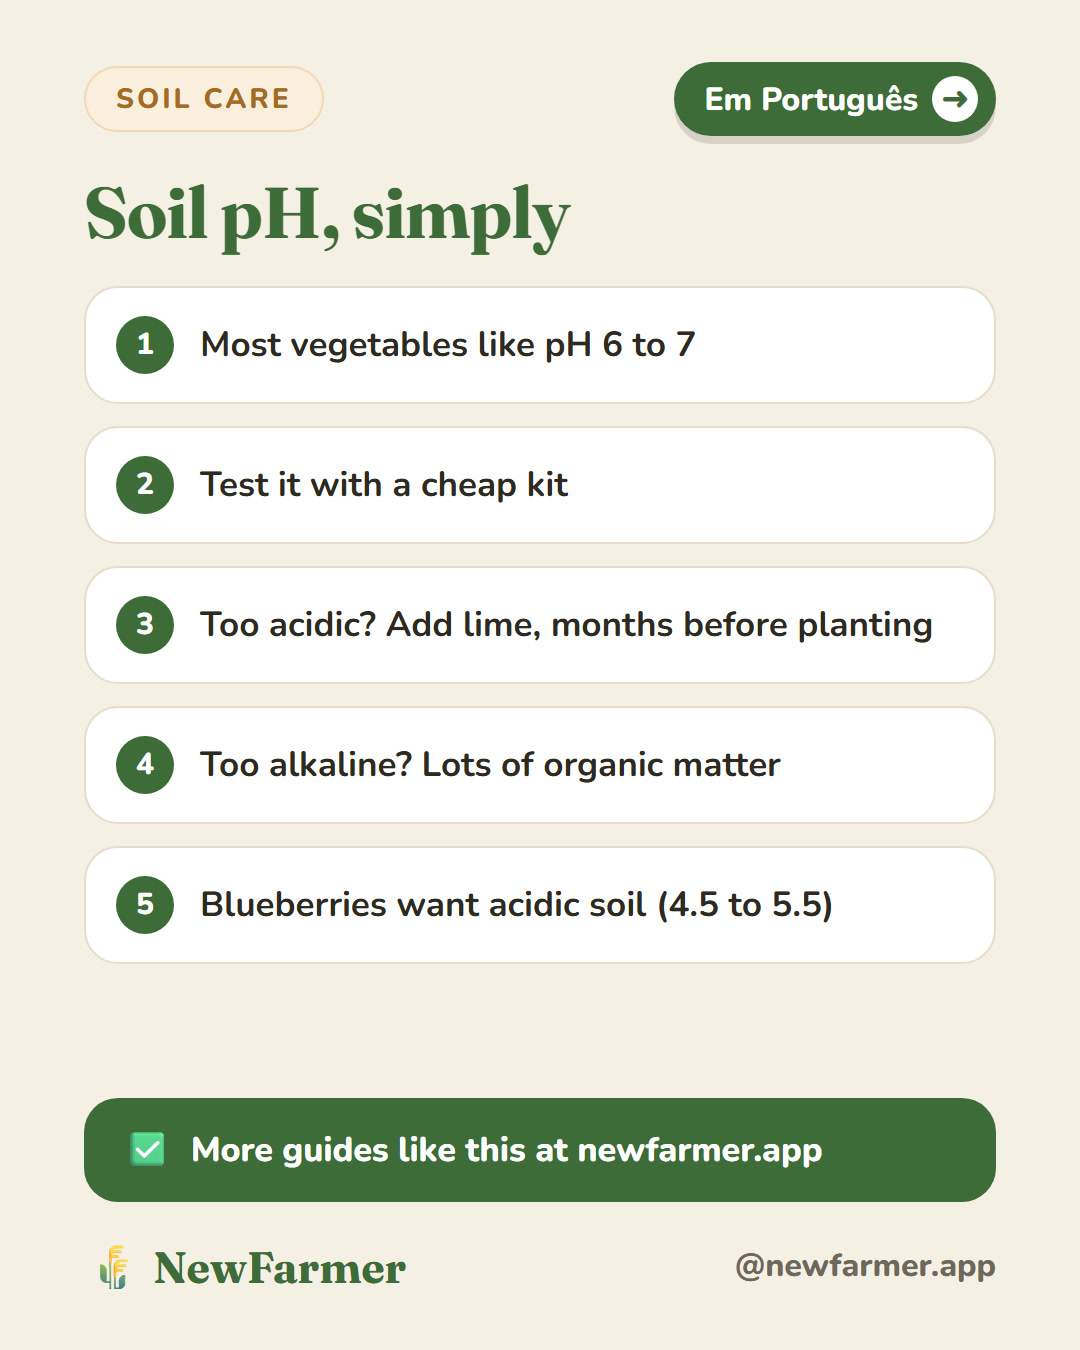 SOIL CARE
Em Português ➜
Soil pH, simply
1 Most vegetables like pH 6 to 7
2 Test it with a cheap kit
3 Too acidic? Add lime, months before planting
4 Too alkaline? Lots of organic matter
5 Blueberries want acidic soil (4.5 to 5.5)
✅ More guides like this at newfarmer.app
NewFarmer
@newfarmer.app